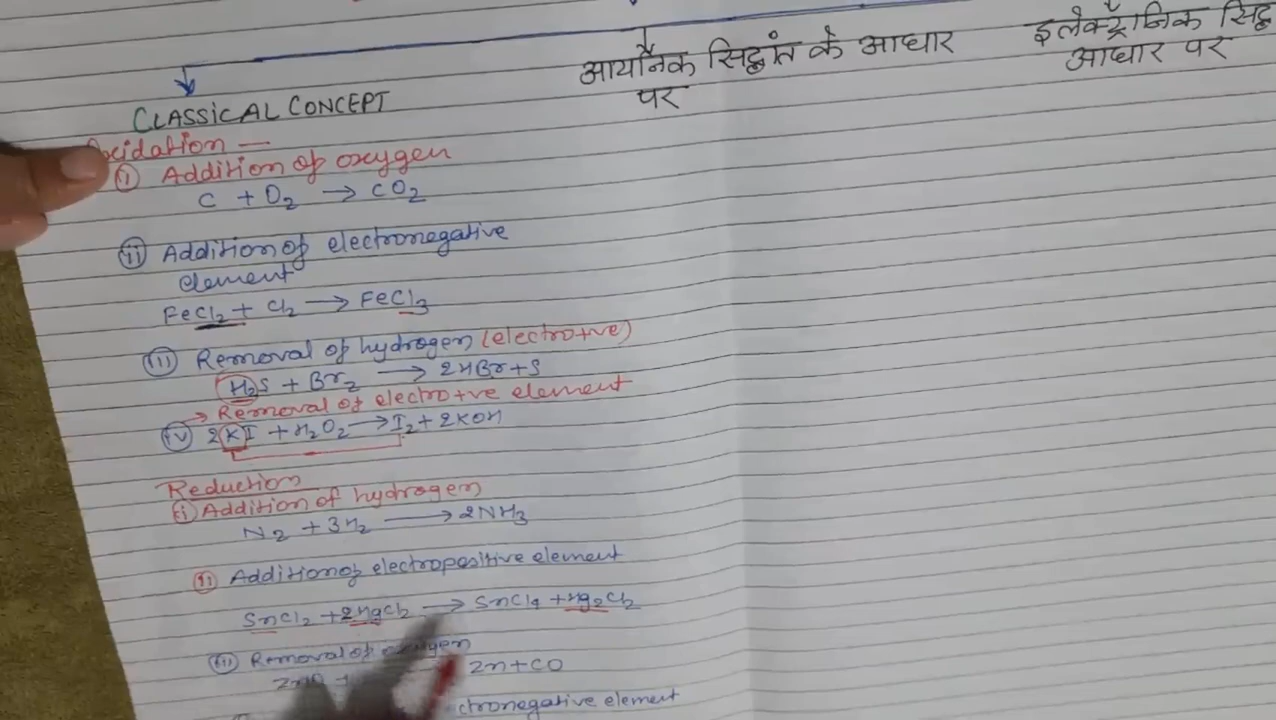 आयनिक सिद्धांत के आधार
पर
इलेक्ट्रॉनिक
आधार पर
CLASSICAL CONCEPT
Oxidation —
(i) Addition of oxygen
C + O2 → CO2
(ii) Addition of electronegative
element
FeCl2 + Cl2 → FeCl3
(iii) Removal of hydrogen (electro+ve)
H2S + Br2 → 2HBr + S
→ Removal of electro+ve element
(iv) 2KI + H2O2 → I2 + 2KOH
Reduction
(i) Addition of hydrogen
N2 + 3H2 → 2NH3
(ii) Addition of electropositive element
SnCl2 + 2HgCl2 → SnCl4 + Hg2Cl2
(iii) Removal of oxygen
ZnO + Zn + CO
element